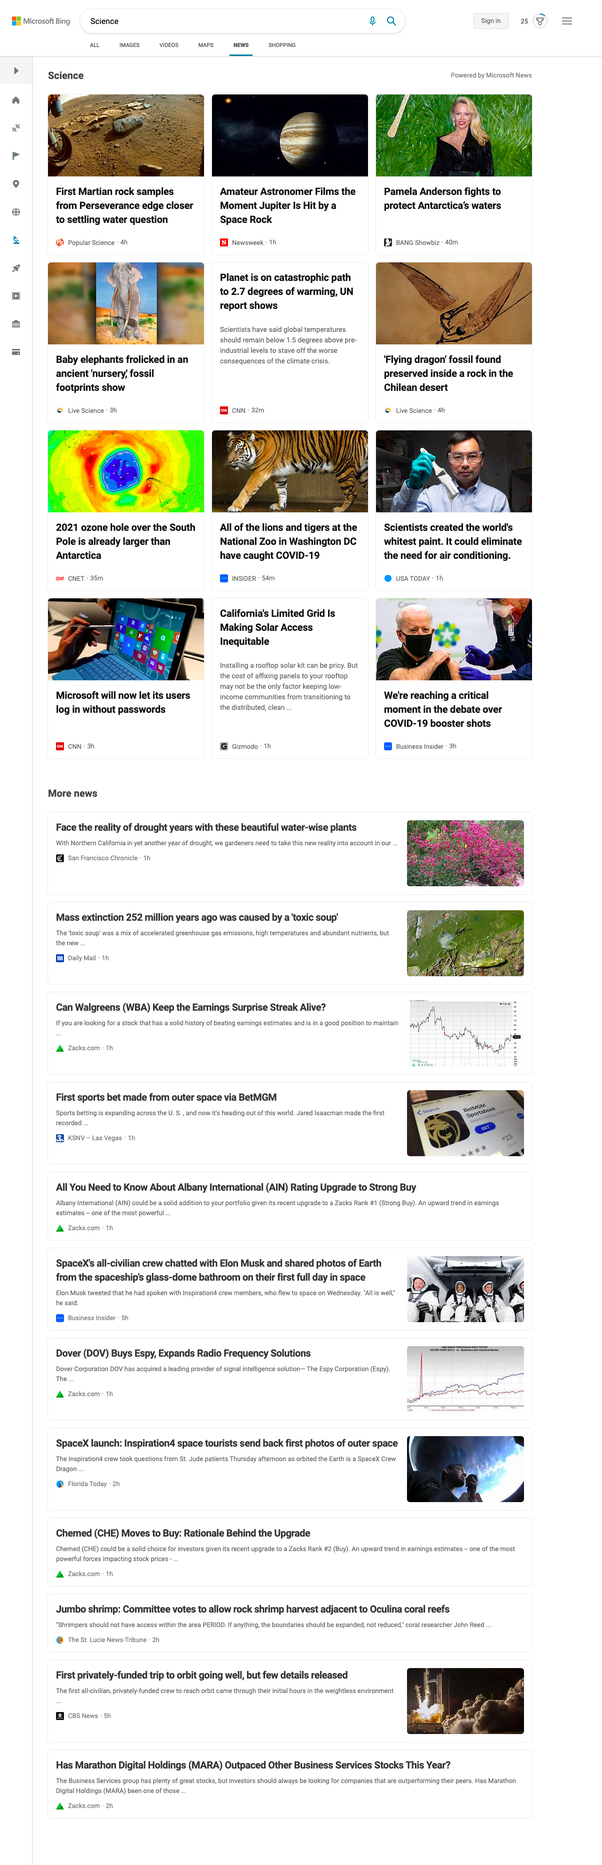 Microsoft Bing
Science
Sign in
25
ALL
IMAGES
VIDEOS
MAPS
NEWS
SHOPPING
Science
Powered by Microsoft News
First Martian rock samples
from Perseverance edge closer
to settling water question
Popular Science · 4h
Amateur Astronomer Films the
Moment Jupiter Is Hit by a
Space Rock
Newsweek · 1h
Pamela Anderson fights to
protect Antarctica's waters
BANG Showbiz · 40m
Baby elephants frolicked in an
ancient 'nursery,' fossil
footprints show
Live Science · 3h
Planet is on catastrophic path
to 2.7 degrees of warming, UN
report shows
Scientists have said global temperatures
should remain below 1.5 degrees above pre-
industrial levels to stave off the worse
consequences of the climate crisis.
CNN · 32m
'Flying dragon' fossil found
preserved inside a rock in the
Chilean desert
Live Science · 4h
2021 ozone hole over the South
Pole is already larger than
Antarctica
CNET · 35m
All of the lions and tigers at the
National Zoo in Washington DC
have caught COVID-19
INSIDER · 54m
Scientists created the world's
whitest paint. It could eliminate
the need for air conditioning.
USA TODAY · 1h
Microsoft will now let its users
log in without passwords
CNN · 3h
California's Limited Grid Is
Making Solar Access
Inequitable
Installing a rooftop solar kit can be pricy. But
the cost of affixing panels to your rooftop
may not be the only factor keeping low-
income communities from transitioning to
the distributed, clean ...
Gizmodo · 1h
We're reaching a critical
moment in the debate over
COVID-19 booster shots
Business Insider · 3h
More news
Face the reality of drought years with these beautiful water-wise plants
With Northern California in yet another year of drought, we gardeners need to take this new reality into account in our ...
San Francisco Chronicle · 1h
Mass extinction 252 million years ago was caused by a 'toxic soup'
The 'toxic soup' was a mix of accelerated greenhouse gas emissions, high temperatures and abundant nutrients, but
the new ...
Daily Mail · 1h
Can Walgreens (WBA) Keep the Earnings Surprise Streak Alive?
If you are looking for a stock that has a solid history of beating earnings estimates and is in a good position to maintain
...
Zacks.com · 1h
First sports bet made from outer space via BetMGM
Sports betting is expanding across the U. S. , and now it's heading out of this world. Jared Isaacman made the first
recorded ...
KSNV – Las Vegas · 1h
BetMGM
Sportsbook
GET
All You Need to Know About Albany International (AIN) Rating Upgrade to Strong Buy
Albany International (AIN) could be a solid addition to your portfolio given its recent upgrade to a Zacks Rank #1 (Strong Buy). An upward trend in earnings
estimates -- one of the most powerful ...
Zacks.com · 1h
SpaceX's all-civilian crew chatted with Elon Musk and shared photos of Earth
from the spaceship's glass-dome bathroom on their first full day in space
Elon Musk tweeted that he had spoken with Inspiration4 crew members, who flew to space on Wednesday. "All is well,"
he said.
Business Insider · 5h
Dover (DOV) Buys Espy, Expands Radio Frequency Solutions
Dover Corporation DOV has acquired a leading provider of signal intelligence solution— The Espy Corporation (Espy).
The ...
Zacks.com · 1h
SpaceX launch: Inspiration4 space tourists send back first photos of outer space
The Inspiration4 crew took questions from St. Jude patients Thursday afternoon as orbited the Earth is a SpaceX Crew
Dragon ...
Florida Today · 2h
Chemed (CHE) Moves to Buy: Rationale Behind the Upgrade
Chemed (CHE) could be a solid choice for investors given its recent upgrade to a Zacks Rank #2 (Buy). An upward trend in earnings estimates -- one of the most
powerful forces impacting stock prices - ...
Zacks.com · 1h
Jumbo shrimp: Committee votes to allow rock shrimp harvest adjacent to Oculina coral reefs
"Shrimpers should not have access within the area PERIOD. If anything, the boundaries should be expanded, not reduced," coral researcher John Reed ...
The St. Lucie News-Tribune · 2h
First privately-funded trip to orbit going well, but few details released
The first all-civilian, privately-funded crew to reach orbit came through their initial hours in the weightless environment
...
CBS News · 5h
Has Marathon Digital Holdings (MARA) Outpaced Other Business Services Stocks This Year?
The Business Services group has plenty of great stocks, but investors should always be looking for companies that are outperforming their peers. Has Marathon
Digital Holdings (MARA) been one of those ...
Zacks.com · 2h